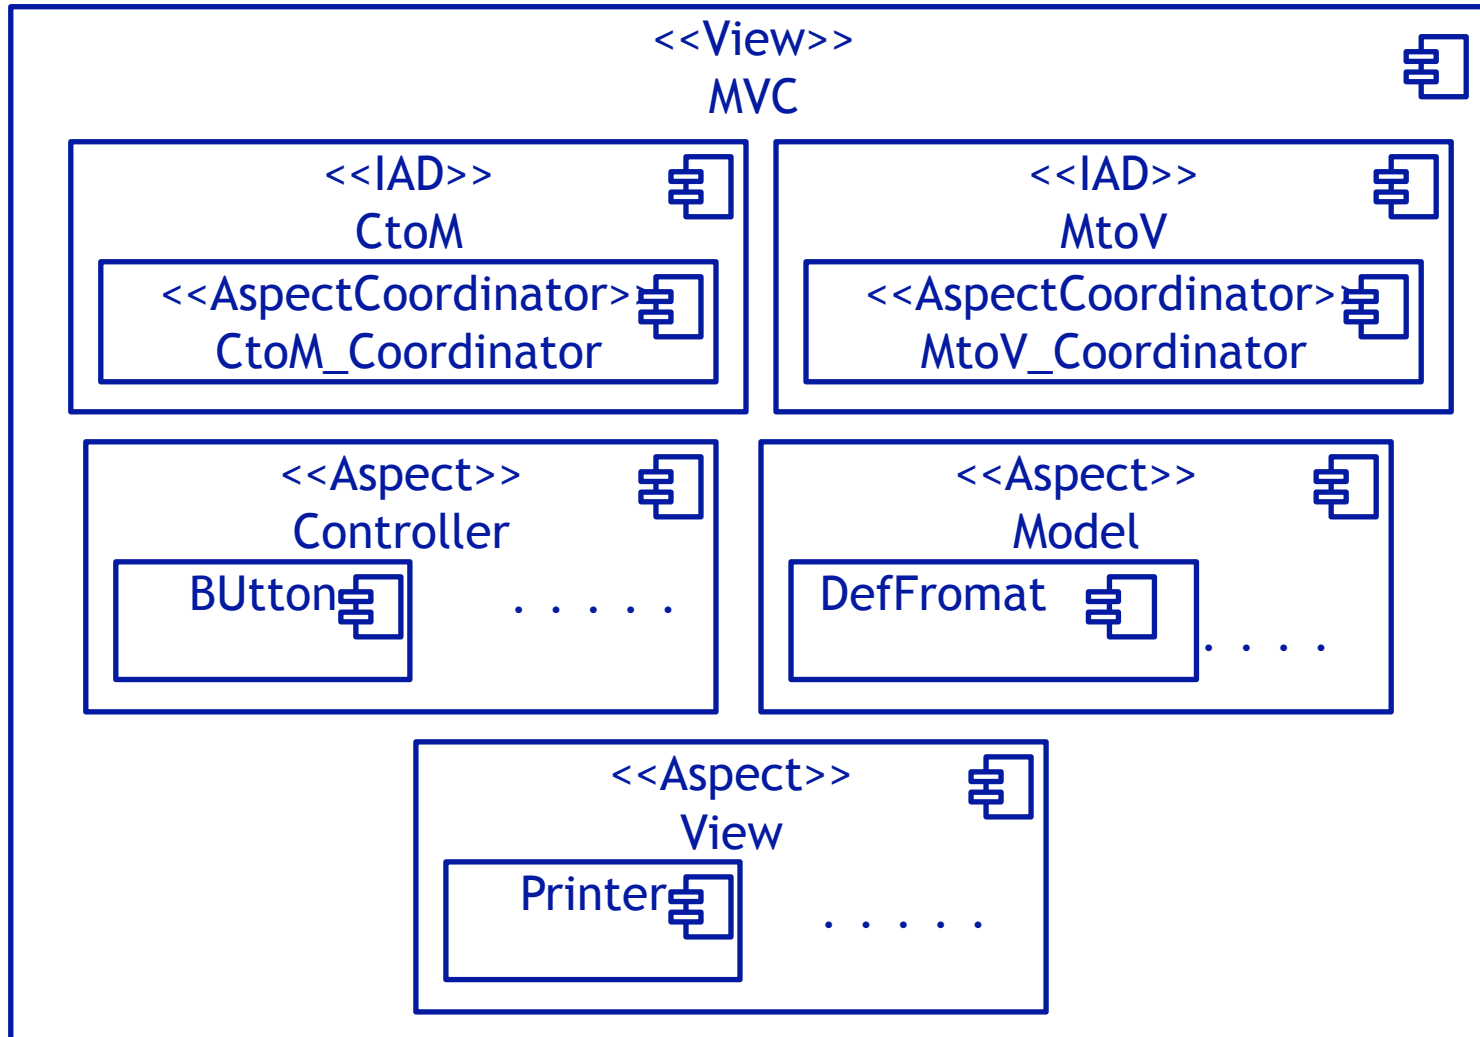 <<View>>
MVC
<<IAD>>
CtoM
<<AspectCoordinator>>
CtoM_Coordinator
<<IAD>>
MtoV
<<AspectCoordinator>>
MtoV_Coordinator
<<Aspect>>
Controller
BUtton
. . . . .
<<Aspect>>
Model
DefFromat
. . . .
<<Aspect>>
View
Printer
. . . . .